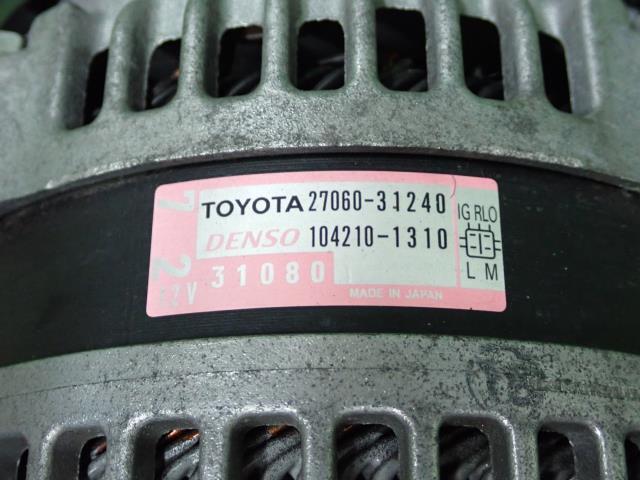 TOYOTA 27060-31240
DENSO 104210-1310
31080
12V
MADE IN JAPAN
7
2
IG RLO
L M